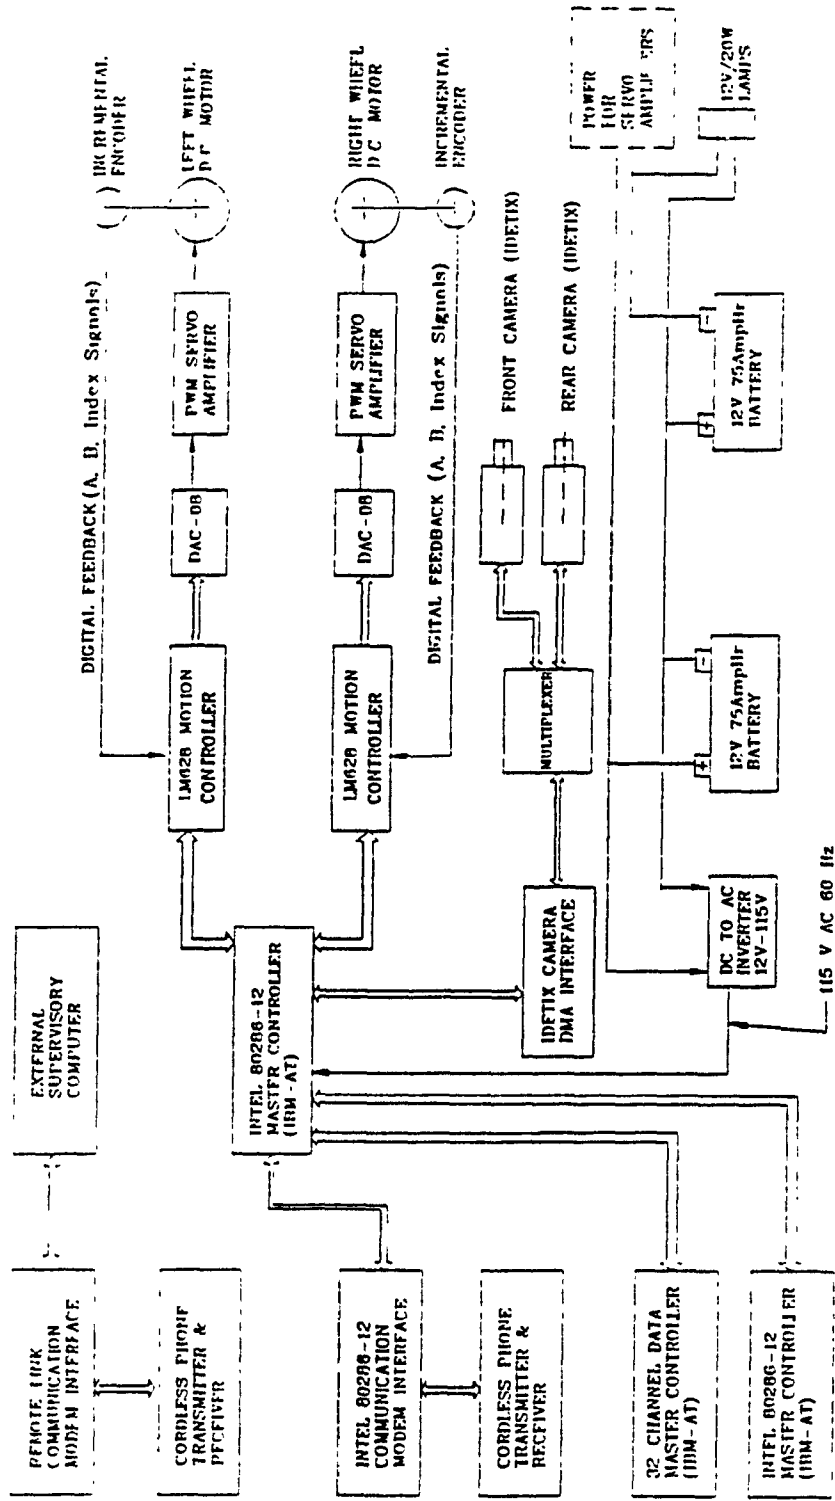 REMOTE LINK
COMMUNICATION
MODEM INTERFACE
CORDLESS PHONE
TRANSMITTER &
RECEIVER
EXTERNAL
SUPERVISORY
COMPUTER
INTEL 80286-12
COMMUNICATION
MODEM INTERFACE
CORDLESS PHONE
TRANSMITTER &
RECEIVER
32 CHANNEL DATA
MASTER CONTROLLER
(IBM-AT)
INTEL 80286-12
MASTER CONTROLLER
(IBM-AT)
INTEL 80286-12
MASTER CONTROLLER
(IBM-AT)
LM628 MOTION
CONTROLLER
DAC-08
PWM SERVO
AMPLIFIER
LEFT WHEEL
DC MOTOR
INCREMENTAL
ENCODER
DIGITAL FEEDBACK (A, B, Index Signals)
LM628 MOTION
CONTROLLER
DAC-08
PWM SERVO
AMPLIFIER
RIGHT WHEEL
DC MOTOR
INCREMENTAL
ENCODER
DIGITAL FEEDBACK (A, B, Index Signals)
IDETIX CAMERA
DMA INTERFACE
MULTIPLEXER
FRONT CAMERA (IDETIX)
REAR CAMERA (IDETIX)
POWER
FOR
SERVO
AMPLIFIERS
12V/20W
LAMPS
DC TO AC
INVERTER
12V-115V
115 V AC 60 Hz
+
-
12V 75AmpHr
BATTERY
+
-
12V 75AmpHr
BATTERY